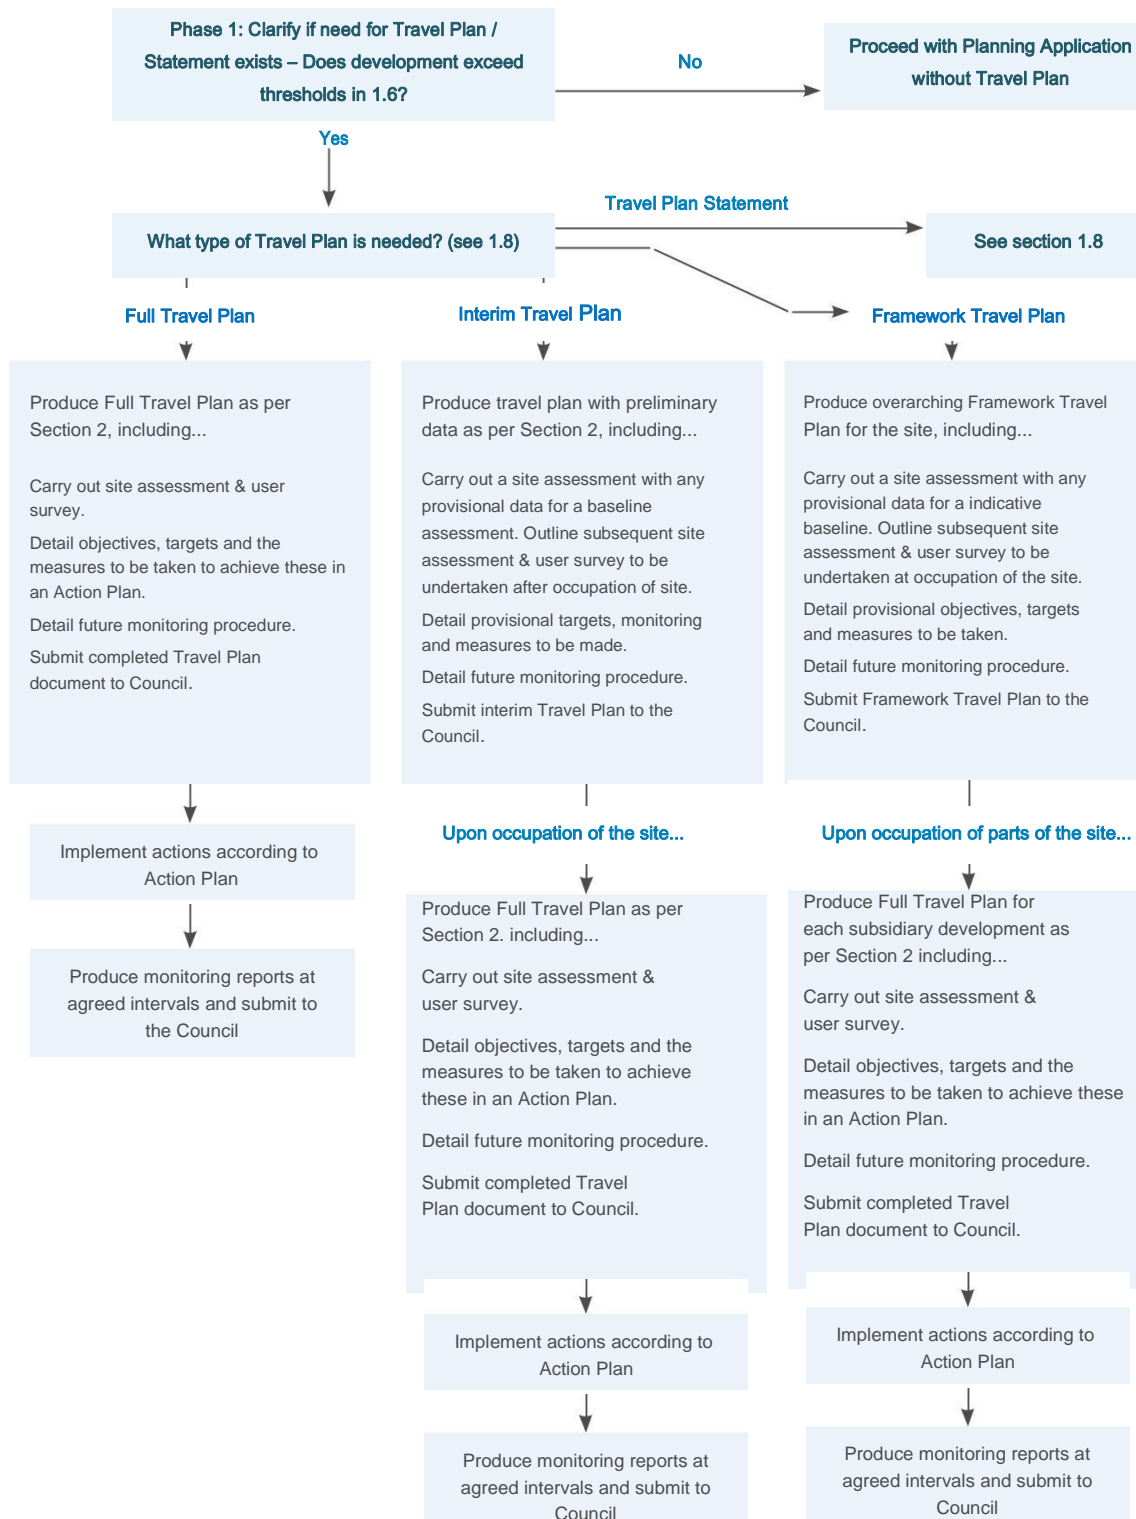 Phase 1: Clarify if need for Travel Plan /
Statement exists – Does development exceed
thresholds in 1.6?
No
Proceed with Planning Application
without Travel Plan
Yes
What type of Travel Plan is needed? (see 1.8)
Travel Plan Statement
See section 1.8
Full Travel Plan
Interim Travel Plan
Framework Travel Plan
Produce Full Travel Plan as per
Section 2, including...
Carry out site assessment & user
survey.
Detail objectives, targets and the
measures to be taken to achieve these in
an Action Plan.
Detail future monitoring procedure.
Submit completed Travel Plan
document to Council.
Implement actions according to
Action Plan
Produce monitoring reports at
agreed intervals and submit to
the Council
Produce travel plan with preliminary
data as per Section 2, including...
Carry out a site assessment with any
provisional data for a baseline
assessment. Outline subsequent site
assessment & user survey to be
undertaken after occupation of site.
Detail provisional targets, monitoring
and measures to be made.
Detail future monitoring procedure.
Submit interim Travel Plan to the
Council.
Upon occupation of the site...
Produce Full Travel Plan as per
Section 2. including...
Carry out site assessment &
user survey.
Detail objectives, targets and the
measures to be taken to achieve
these in an Action Plan.
Detail future monitoring procedure.
Submit completed Travel
Plan document to Council.
Implement actions according to
Action Plan
Produce monitoring reports at
agreed intervals and submit to
Council
Produce overarching Framework Travel
Plan for the site, including...
Carry out a site assessment with any
provisional data for a indicative
baseline. Outline subsequent site
assessment & user survey to be
undertaken at occupation of the site.
Detail provisional objectives, targets
and measures to be taken.
Detail future monitoring procedure.
Submit Framework Travel Plan to the
Council.
Upon occupation of parts of the site...
Produce Full Travel Plan for
each subsidiary development as
per Section 2 including...
Carry out site assessment &
user survey.
Detail objectives, targets and the
measures to be taken to achieve these
in an Action Plan.
Detail future monitoring procedure.
Submit completed Travel
Plan document to Council.
Implement actions according to
Action Plan
Produce monitoring reports at
agreed intervals and submit to
Council